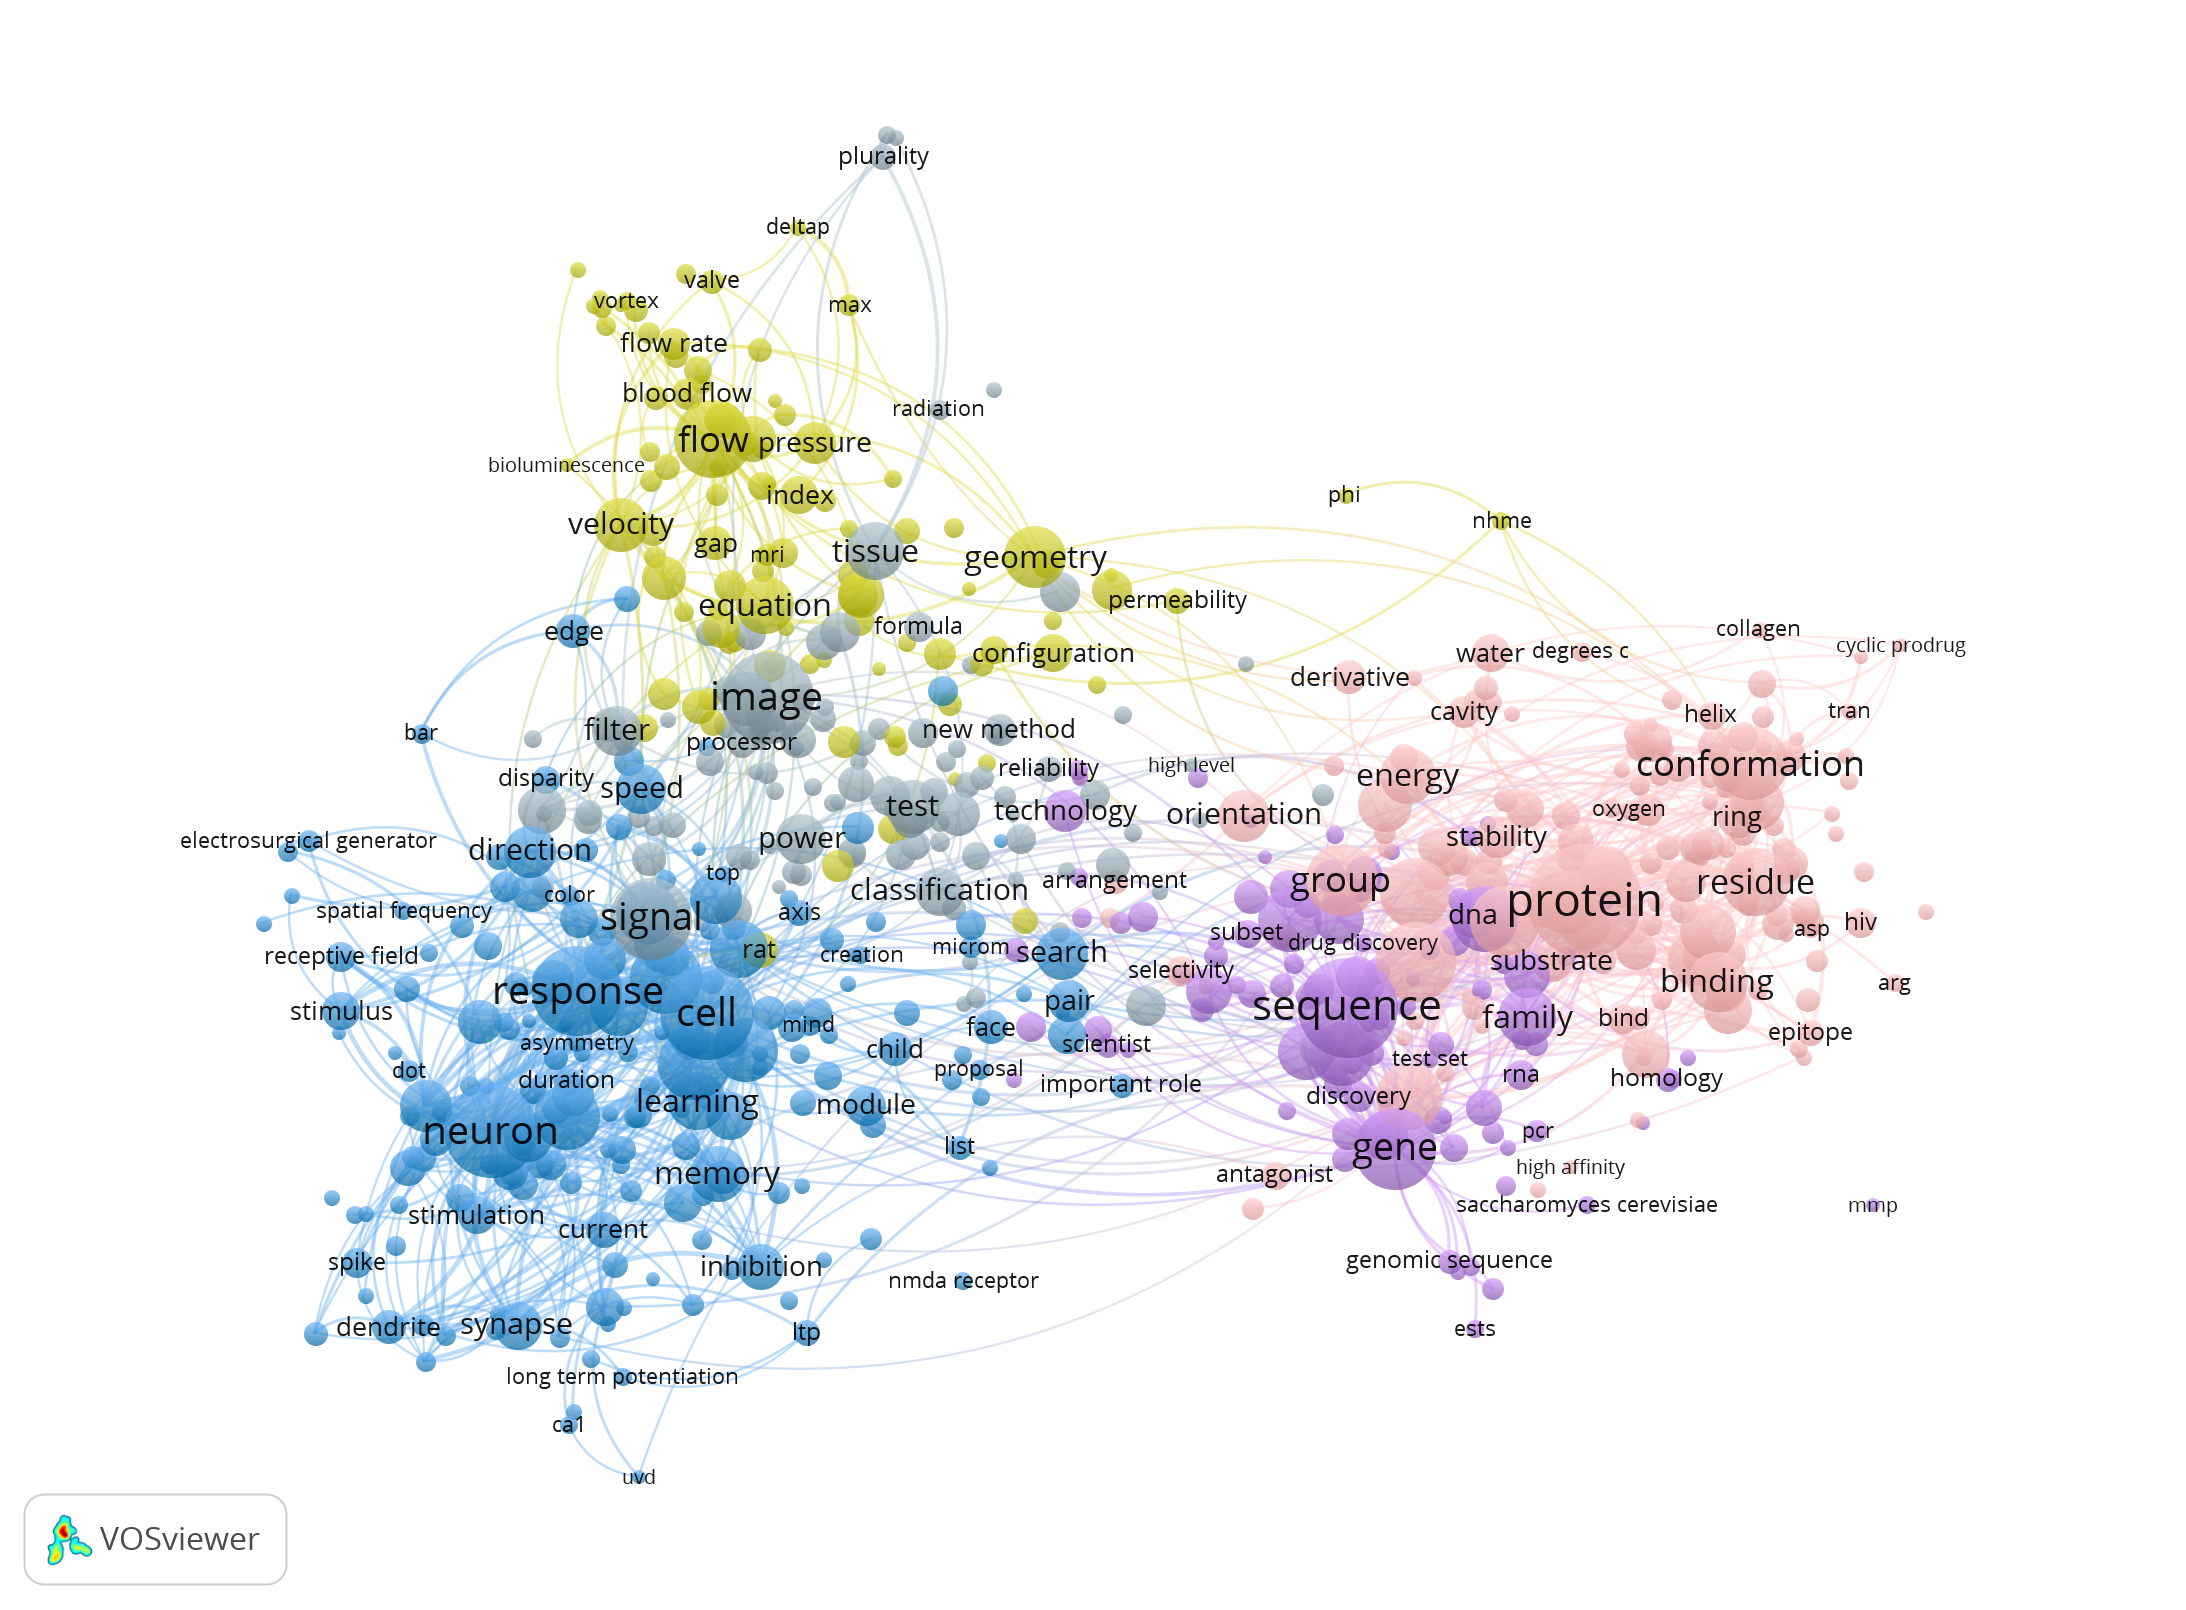 plurality
deltap
valve
vortex
max
flow rate
blood flow
radiation
flow
pressure
bioluminescence
index
phi
velocity
nhme
gap
mri
tissue
geometry
equation
permeability
edge
formula
collagen
configuration
water
degrees c
cyclic prodrug
derivative
image
cavity
helix
tran
bar
filter
processor
new method
disparity
speed
reliability
high level
energy
conformation
test
technology
orientation
oxygen
ring
electrosurgical generator
direction
power
stability
top
color
classification
arrangement
group
protein
residue
spatial frequency
signal
axis
dna
hiv
subset
asp
receptive field
rat
creation
microm
search
drug discovery
selectivity
substrate
binding
arg
response
stimulus
cell
mind
pair
sequence
face
family
bind
epitope
asymmetry
child
scientist
test set
dot
duration
proposal
important role
rna
homology
learning
module
discovery
neuron
list
pcr
gene
memory
antagonist
high affinity
stimulation
saccharomyces cerevisiae
mmp
current
spike
inhibition
nmda receptor
genomic sequence
dendrite
synapse
ltp
ests
long term potentiation
ca1
uvd
VOSviewer